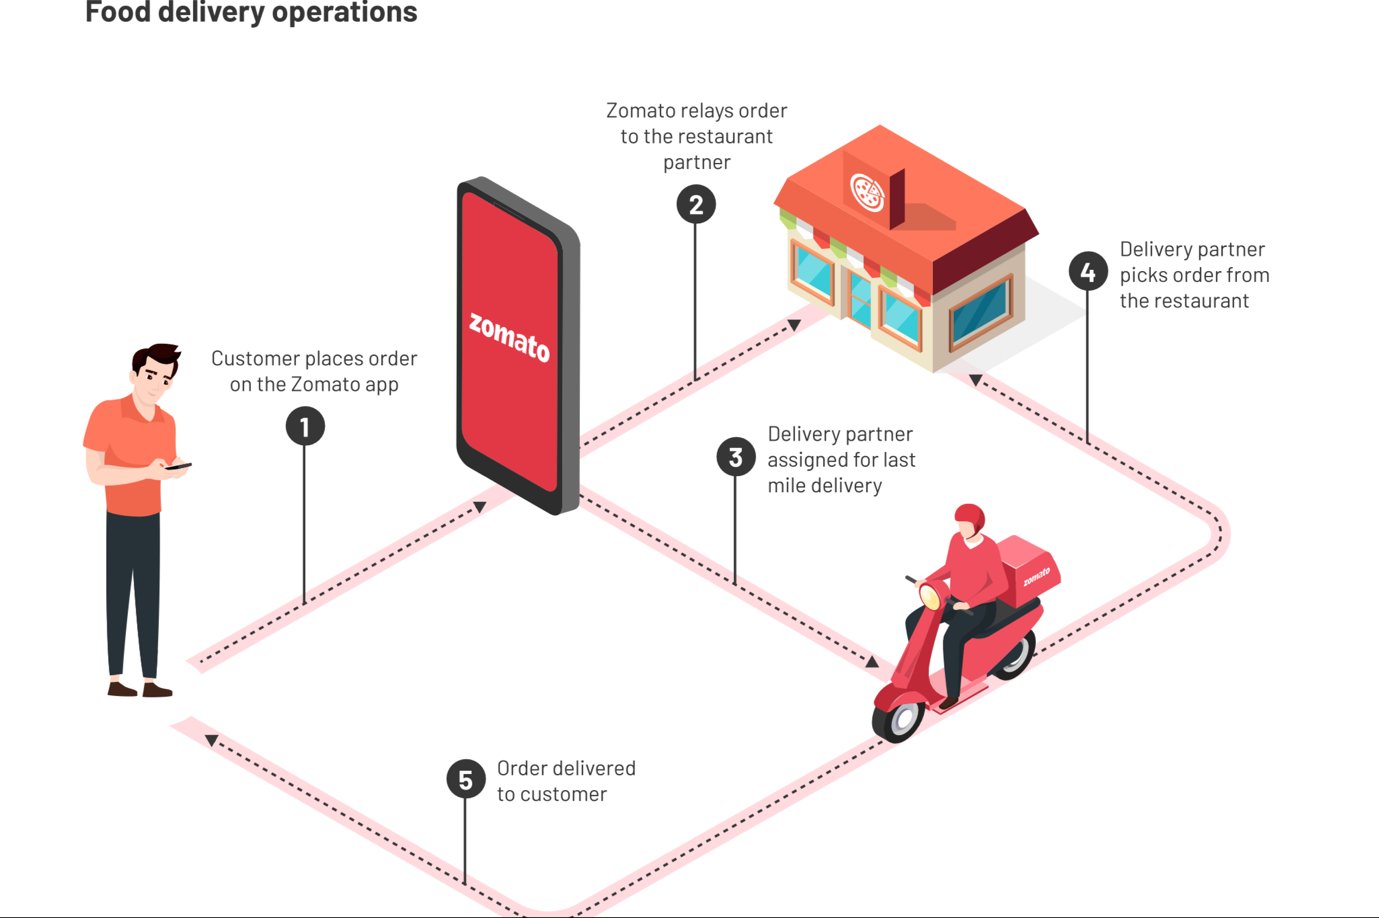 Food delivery operations
Zomato relays order
to the restaurant
partner
2
Delivery partner
picks order from
the restaurant
4
zomato
Customer places order
on the Zomato app
1
Delivery partner
assigned for last
mile delivery
3
zomato
Order delivered
to customer
5